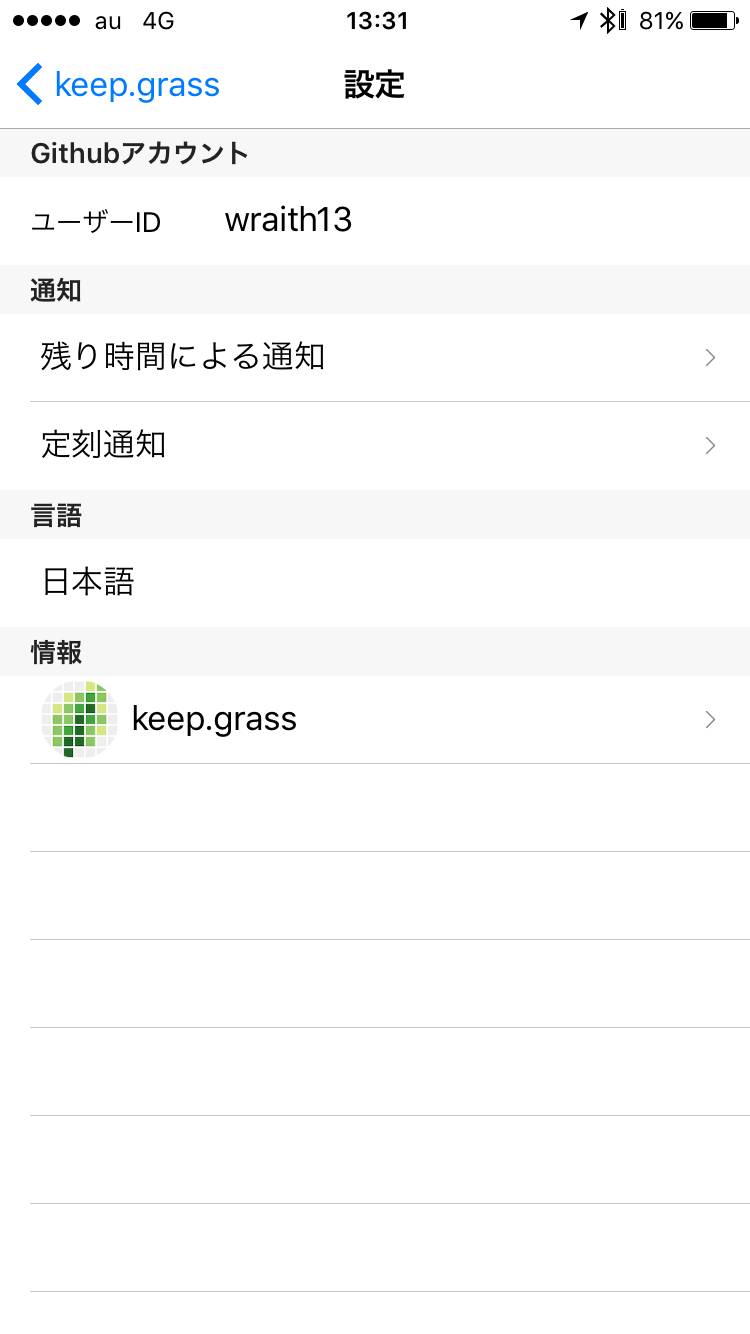 au 4G 13:31 81%
keep.grass 設定
Githubアカウント
ユーザーID wraith13
通知
残り時間による通知
定刻通知
言語
日本語
情報
keep.grass